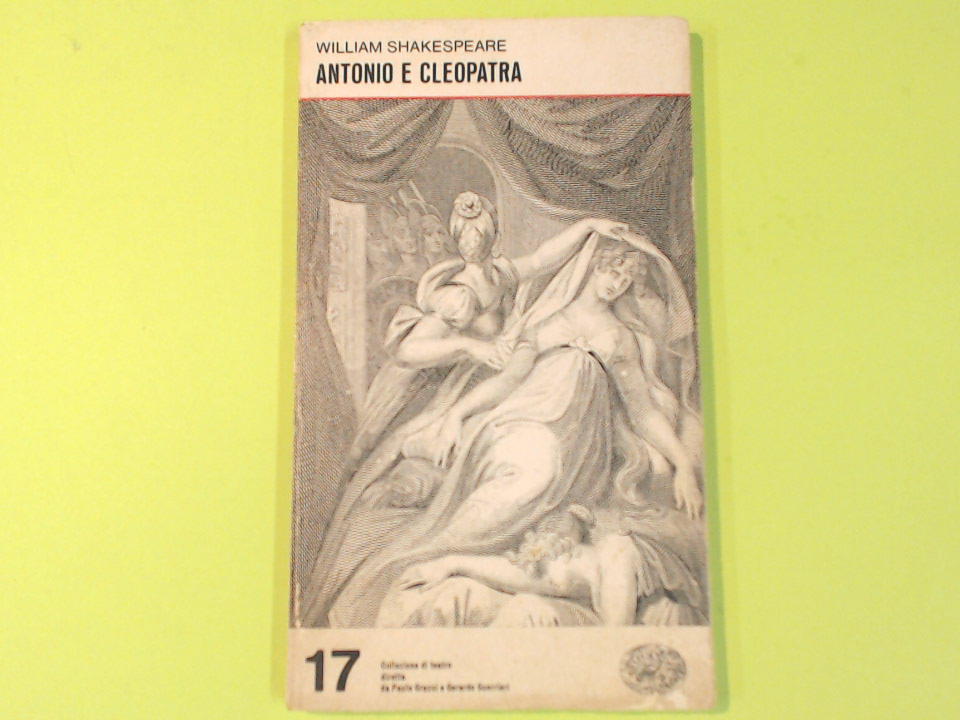 WILLIAM SHAKESPEARE
ANTONIO E CLEOPATRA
17
Collezione di teatro
diretta
da Paolo Grassi e Gerardo Guerrieri